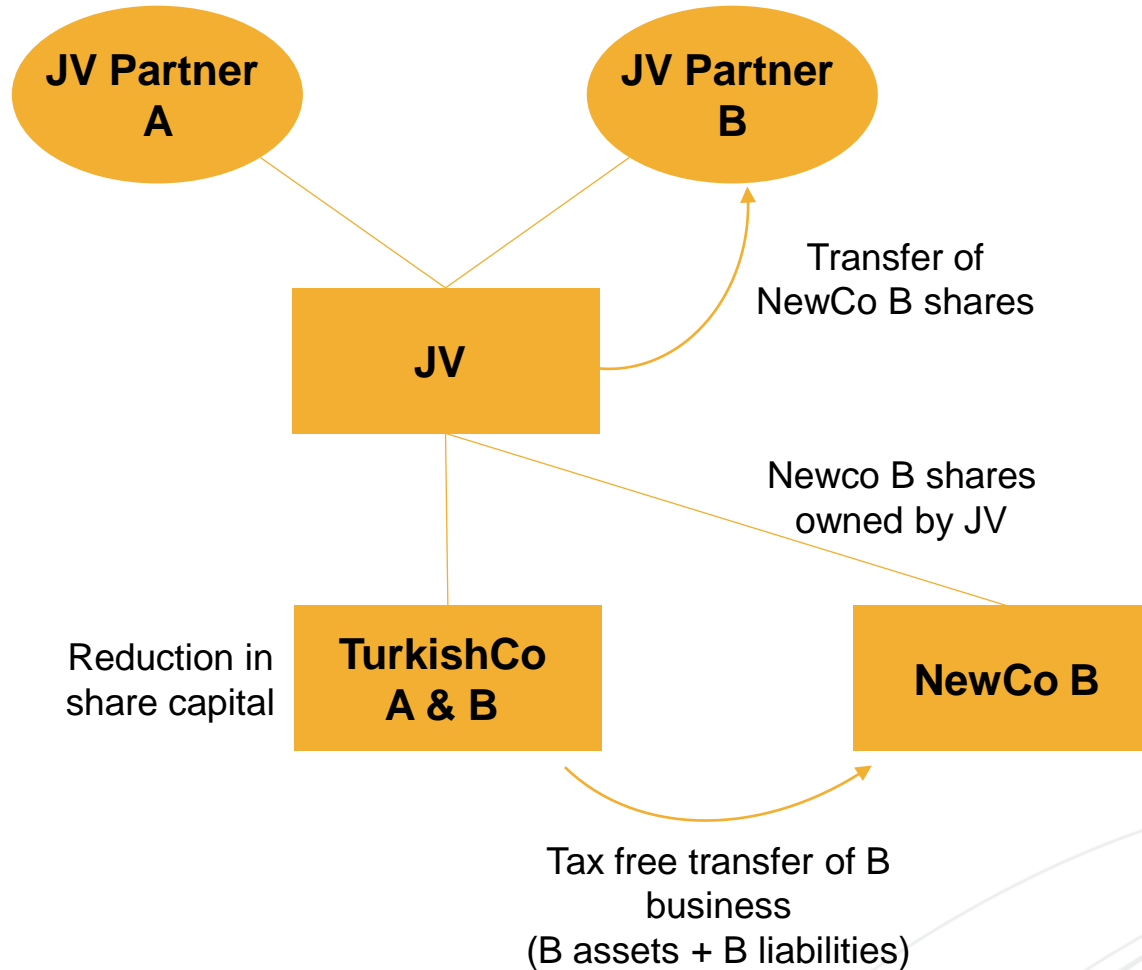 JV Partner
A
JV Partner
B
Transfer of
NewCo B shares
JV
Newco B shares
owned by JV
Reduction in
share capital
TurkishCo
A & B
NewCo B
Tax free transfer of B
business
(B assets + B liabilities)